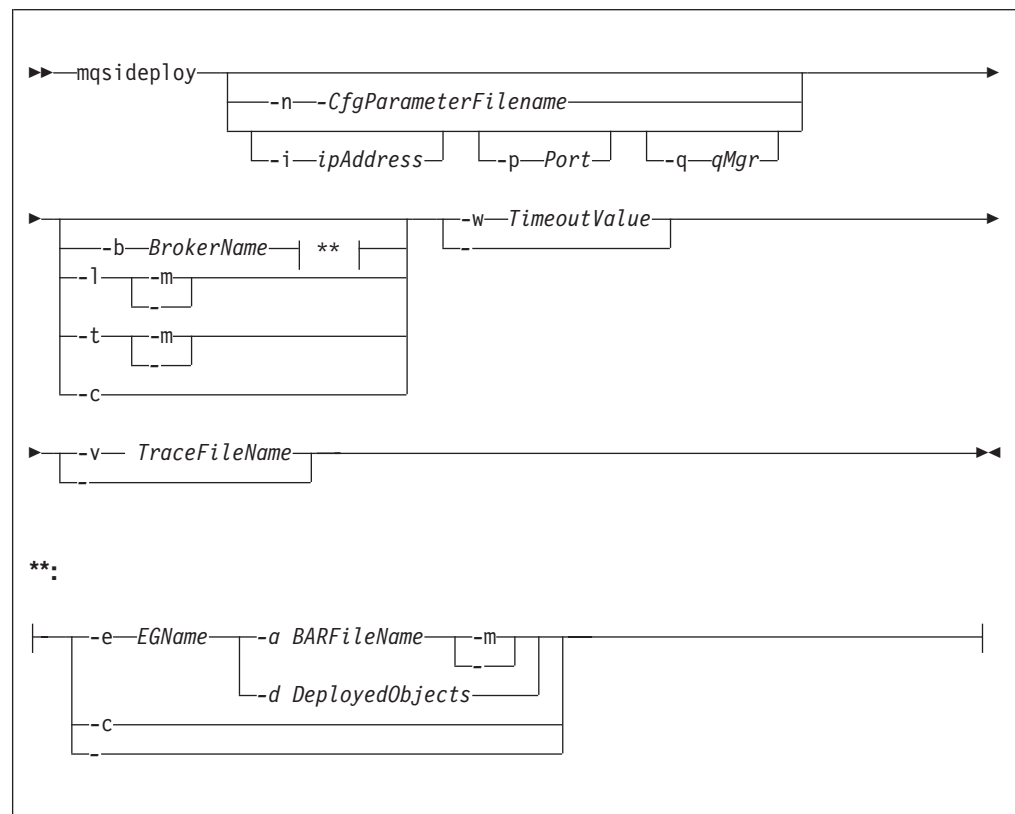 mqsideploy
-n -CfgParameterFilename
-i ipAddress -p Port -q qMgr
-b BrokerName ** -w TimeoutValue
-
-l -m
-
-t -m
-
-c
-v TraceFileName
-
**:
-e EGName -a BARFileName -m
-
-d DeployedObjects
-c
-